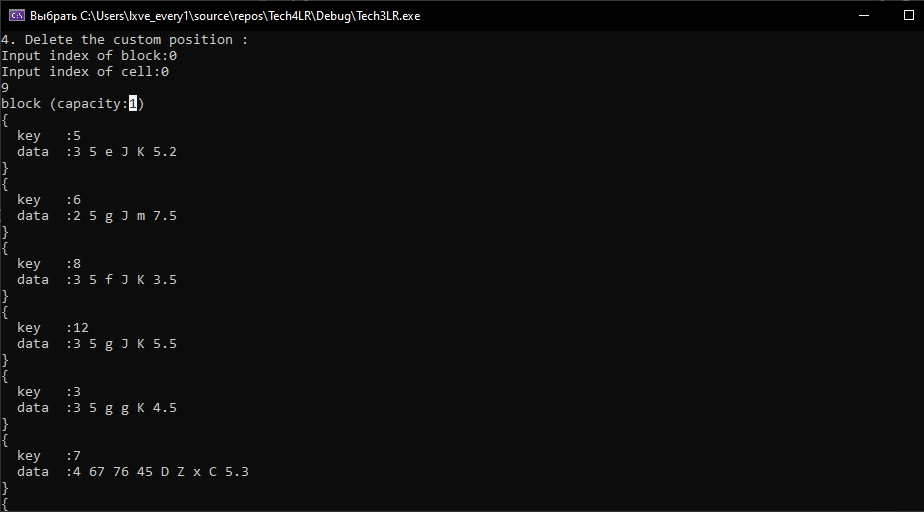 Выбрать C:\Users\lxve_every1\source\repos\Tech4LR\Debug\Tech3LR.exe
4. Delete the custom position :
Input index of block:0
Input index of cell:0
9
block (capacity:1)
{
  key   :5
  data  :3 5 e J K 5.2
}
{
  key   :6
  data  :2 5 g J m 7.5
}
{
  key   :8
  data  :3 5 f J K 3.5
}
{
  key   :12
  data  :3 5 g J K 5.5
}
{
  key   :3
  data  :3 5 g g K 4.5
}
{
  key   :7
  data  :4 67 76 45 D Z x C 5.3
}
{